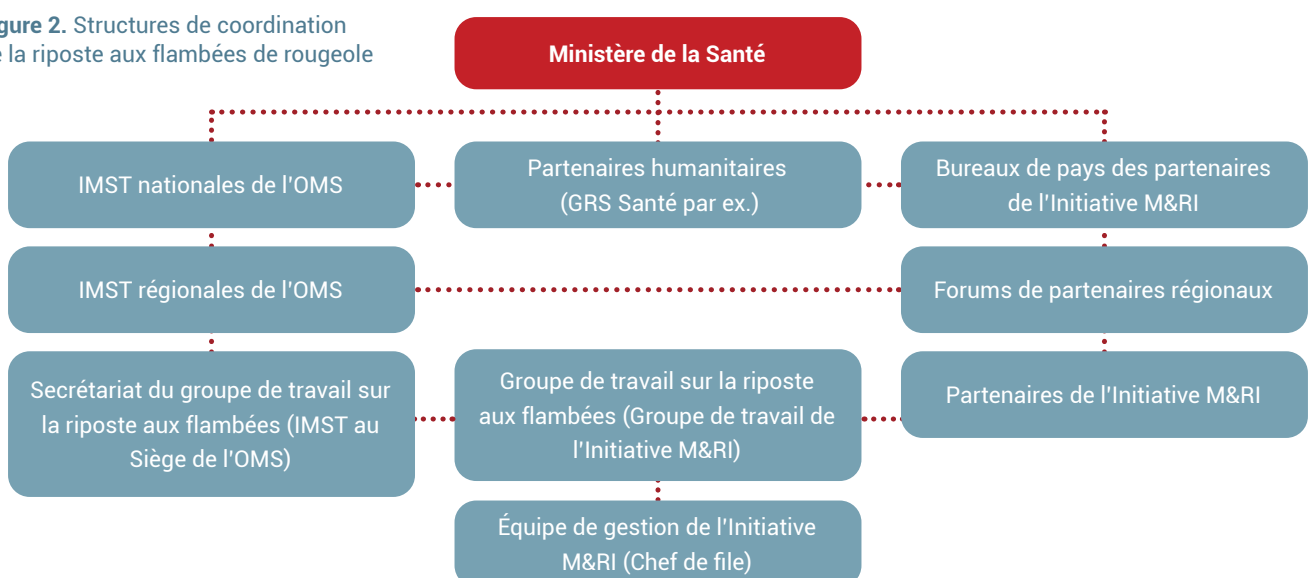 gure 2. Structures de coordination
la riposte aux flambées de rougeole
Ministère de la Santé
IMST nationales de l'OMS
Partenaires humanitaires
(GRS Santé par ex.)
Bureaux de pays des partenaires
de l'Initiative M&RI
IMST régionales de l'OMS
Forums de partenaires régionaux
Secrétariat du groupe de travail sur
la riposte aux flambées (IMST au
Siège de l'OMS)
Groupe de travail sur la riposte
aux flambées (Groupe de travail de
l'Initiative M&RI)
Partenaires de l'Initiative M&RI
Équipe de gestion de l'Initiative
M&RI (Chef de file)